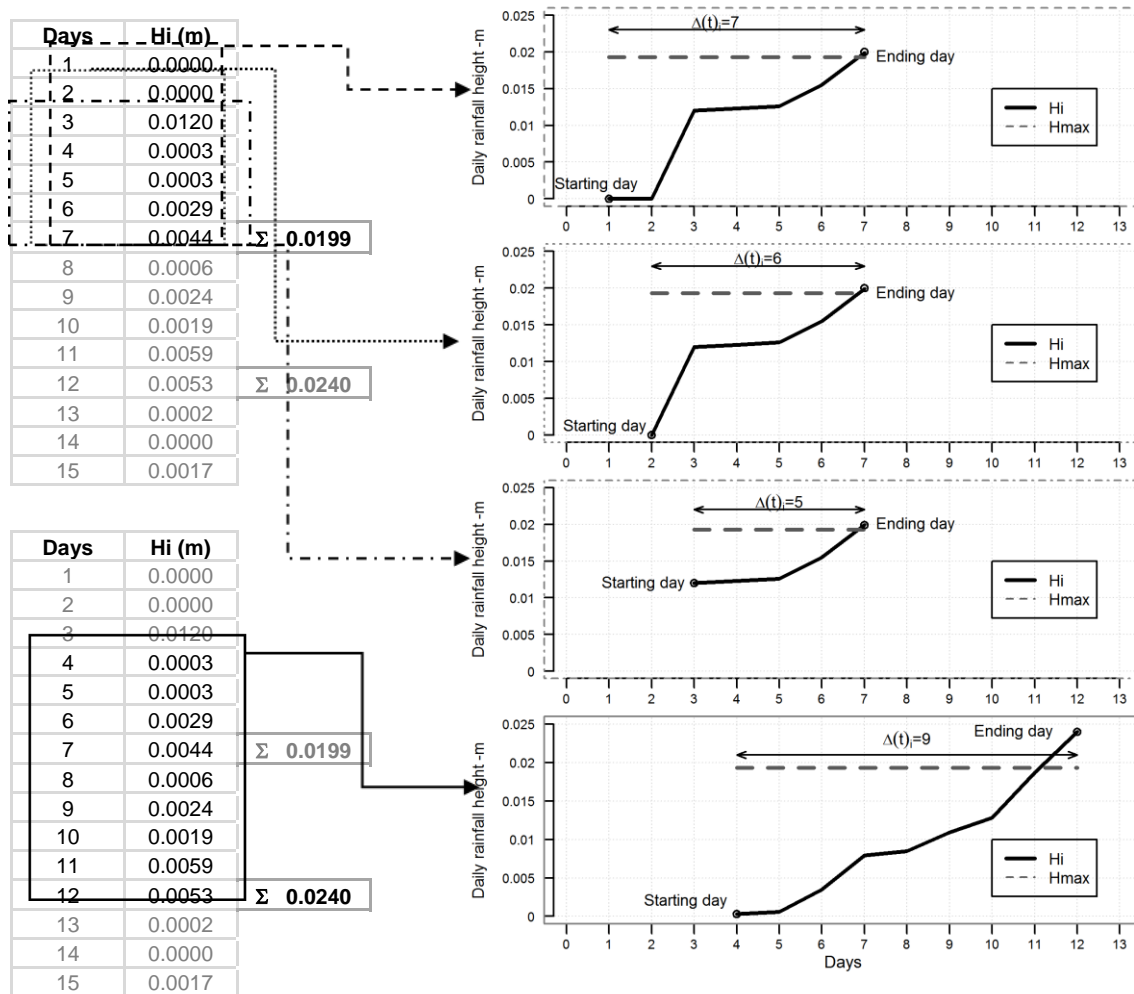 Days Hi (m)
1 0.0000
2 0.0000
3 0.0120
4 0.0003
5 0.0003
6 0.0029
7 0.0044 Σ 0.0199
8 0.0006
9 0.0024
10 0.0019
11 0.0059
12 0.0053 Σ 0.0240
13 0.0002
14 0.0000
15 0.0017
Days Hi (m)
1 0.0000
2 0.0000
3 0.0120
4 0.0003
5 0.0003
6 0.0029
7 0.0044 Σ 0.0199
8 0.0006
9 0.0024
10 0.0019
11 0.0059
12 0.0053 Σ 0.0240
13 0.0002
14 0.0000
15 0.0017
Daily rainfall height -m
0.025
0.02
0.015
0.01
0.005
0
Δ(t)i=7
Ending day
Starting day
Hi
Hmax
0 1 2 3 4 5 6 7 8 9 10 11 12 13
Daily rainfall height -m
0.025
0.02
0.015
0.01
0.005
0
Δ(t)i=6
Ending day
Starting day
Hi
Hmax
0 1 2 3 4 5 6 7 8 9 10 11 12 13
Daily rainfall height -m
0.025
0.02
0.015
0.01
0.005
0
Δ(t)i=5
Ending day
Starting day
Hi
Hmax
0 1 2 3 4 5 6 7 8 9 10 11 12 13
Daily rainfall height -m
0.025
0.02
0.015
0.01
0.005
0
Δ(t)i=9
Ending day
Starting day
Hi
Hmax
0 1 2 3 4 5 6 7 8 9 10 11 12 13
Days